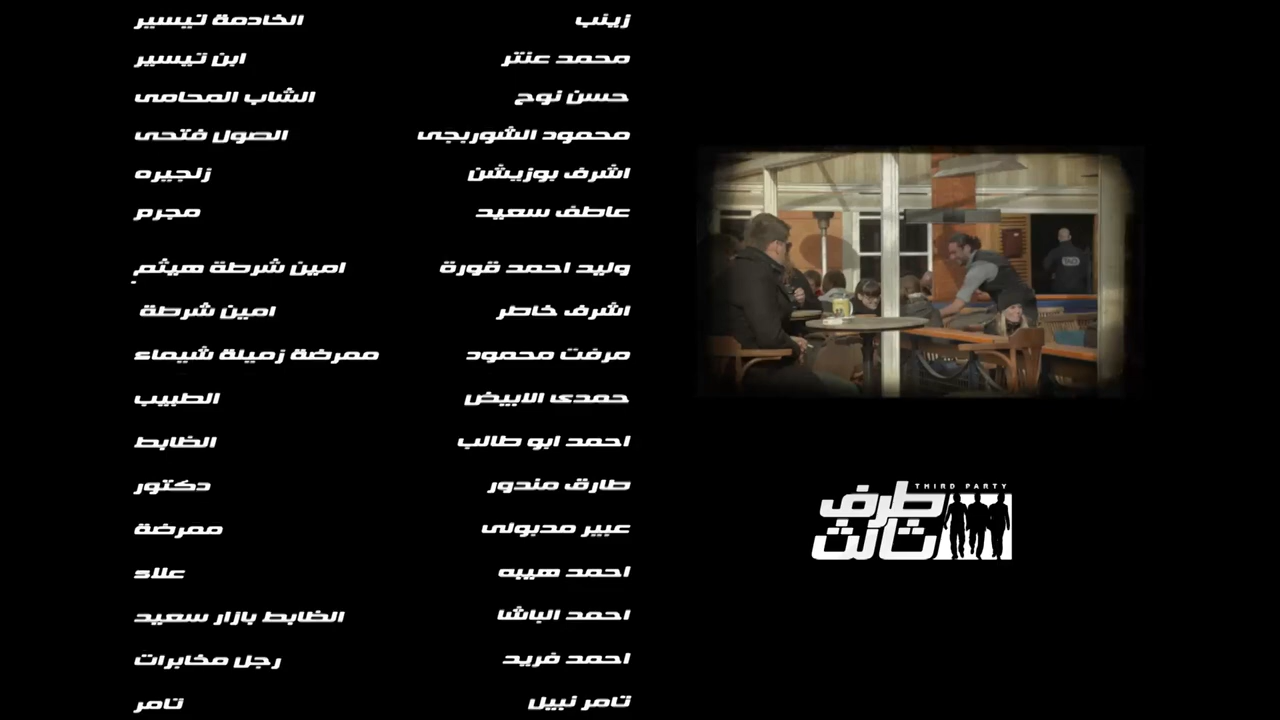 زينب الخادمة تيسير
محمد عنتر ابن تيسير
حسن نوح الشاب المحامى
محمود الشوربجى الصول فتحى
اشرف بوزيشن زلجيره
عاطف سعيد مجرم
وليد احمد قورة امين شرطة هيثم
اشرف خاطر امين شرطة
مرفت محمود ممرضة زميلة شيماء
حمدى الابيض الطبيب
احمد ابو طالب الظابط
طارق مندور دكتور
عبير مدبولى ممرضة
احمد هيبه علاء
احمد الباشا الظابط بازار سعيد
احمد فريد رجل مخابرات
تامر نبيل تامر
THIRD PARTY
طرف
ثالث